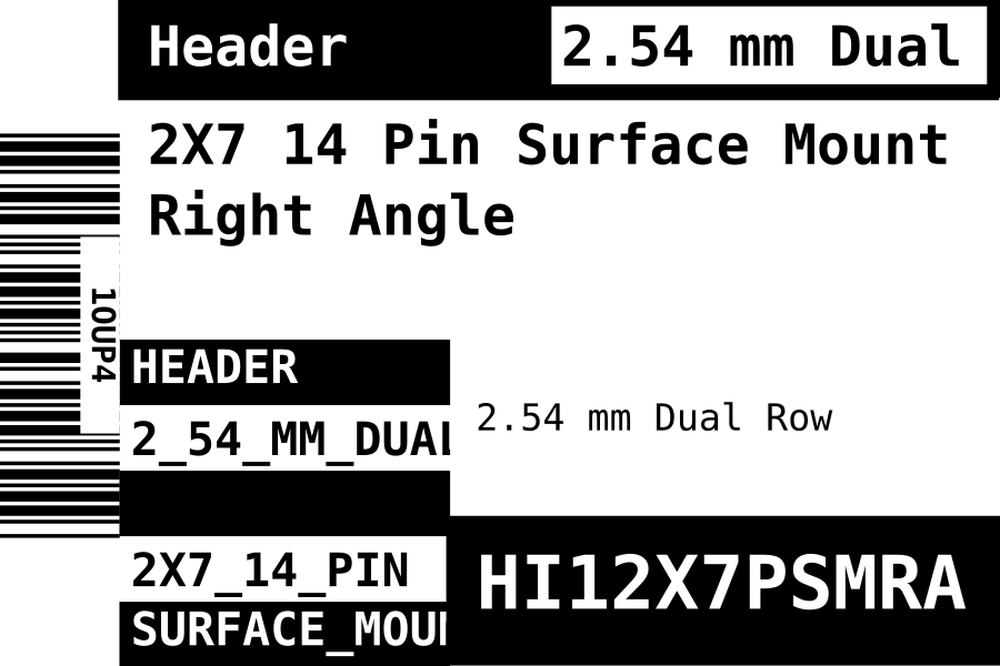 Header
2.54 mm Dual
2X7 14 Pin Surface Mount
Right Angle
10UP4
HEADER
2_54_MM_DUAL
2.54 mm Dual Row
2X7_14_PIN
HI12X7PSMRA